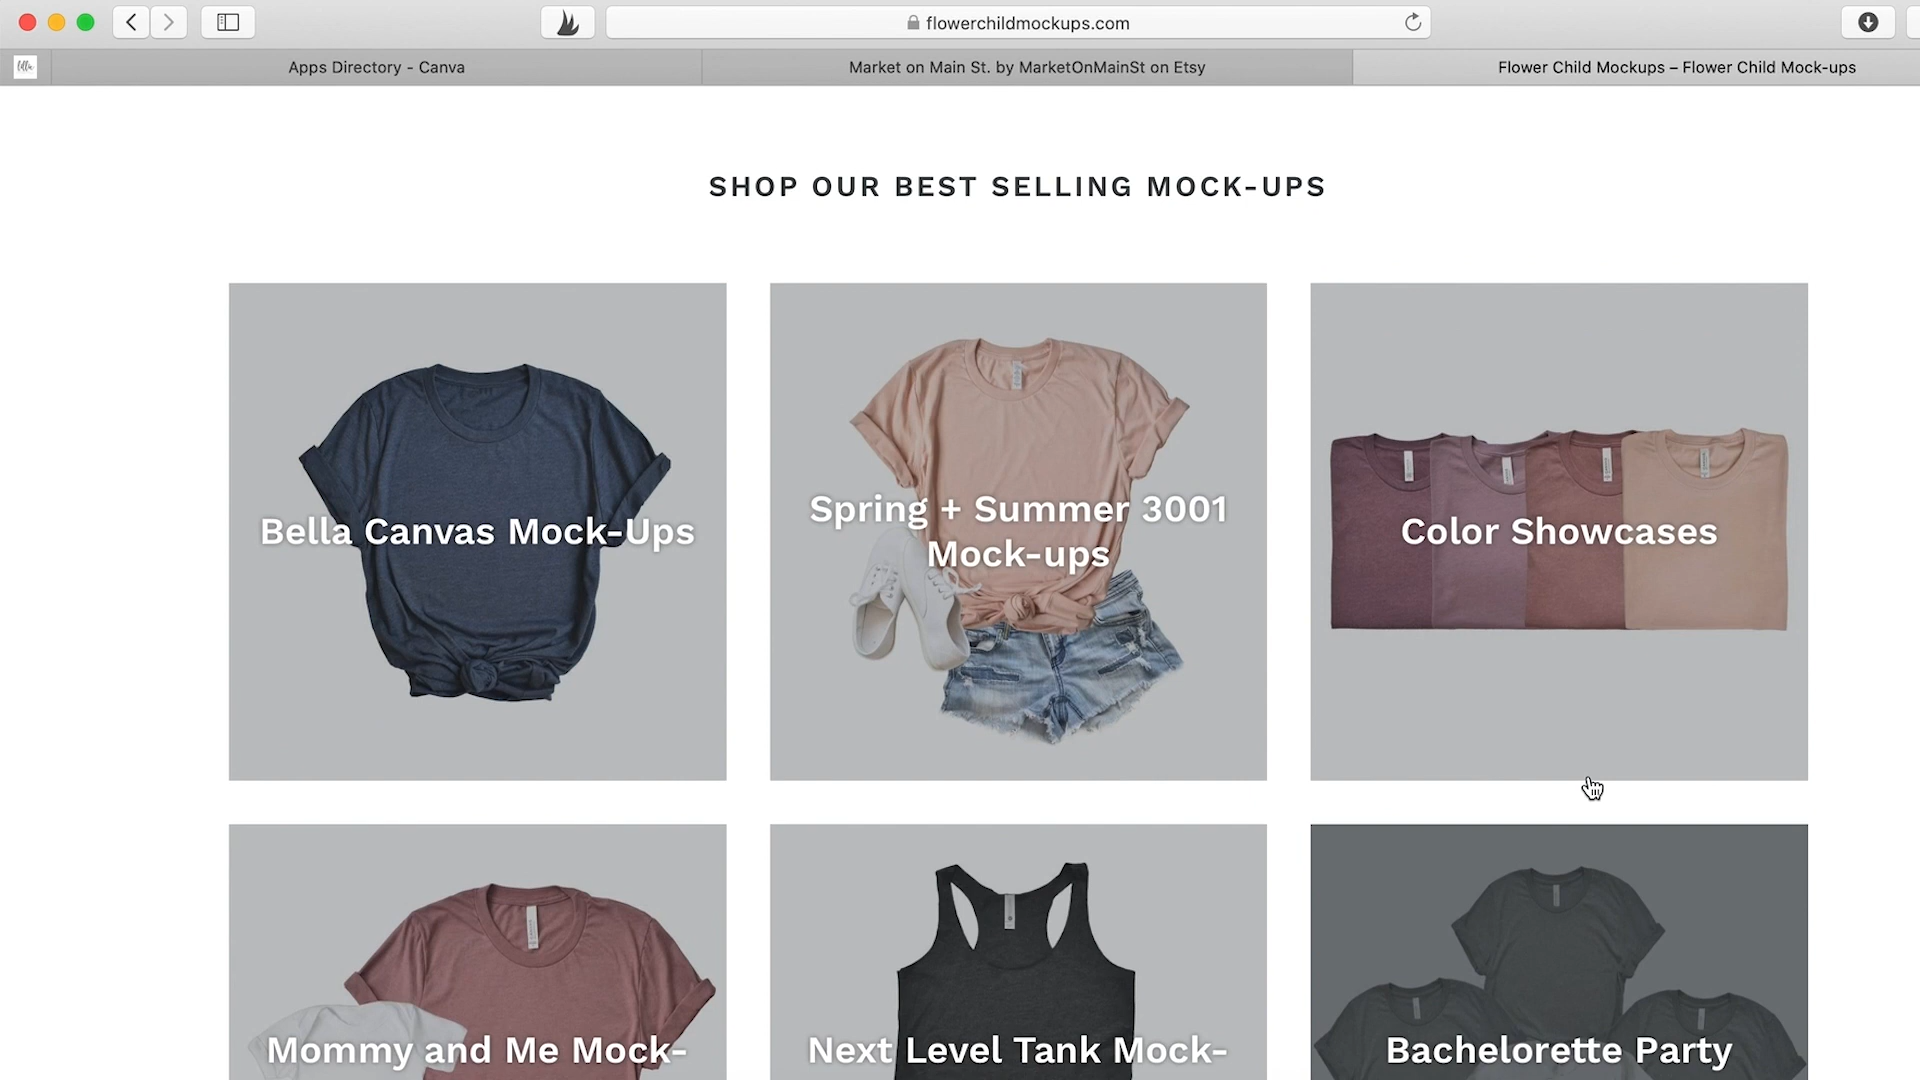 flowerchildmockups.com
Apps Directory - Canva
Market on Main St. by MarketOnMainSt on Etsy
Flower Child Mockups – Flower Child Mock-ups
SHOP OUR BEST SELLING MOCK-UPS
Bella Canvas Mock-Ups
Spring + Summer 3001
Mock-ups
Color Showcases
Mommy and Me Mock-
Next Level Tank Mock-
Bachelorette Party